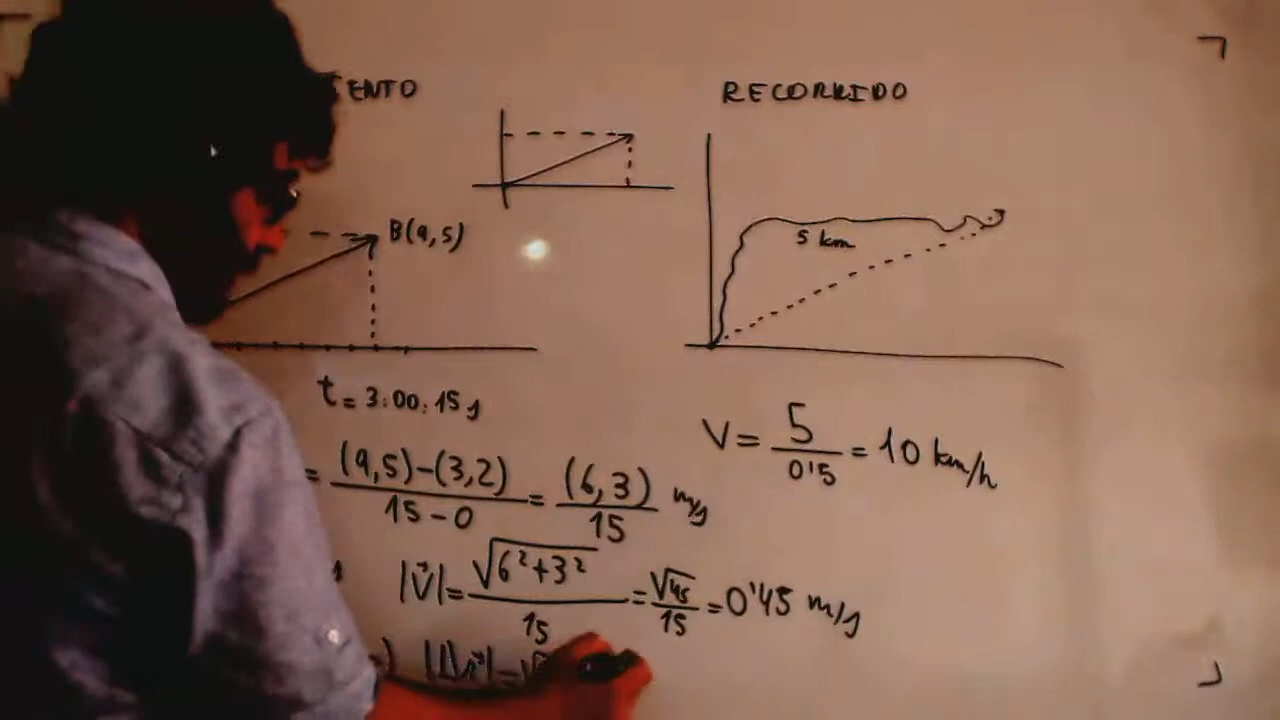 RECORRIDO
B(9,5)
5 km
t = 3:00:15 s
V = 5/0'5 = 10 km/h
= (9,5)-(3,2)/15-0 = (6,3)/15 m/s
|v⃗| = √6²+3²/15 = √45/15 = 0'45 m/s